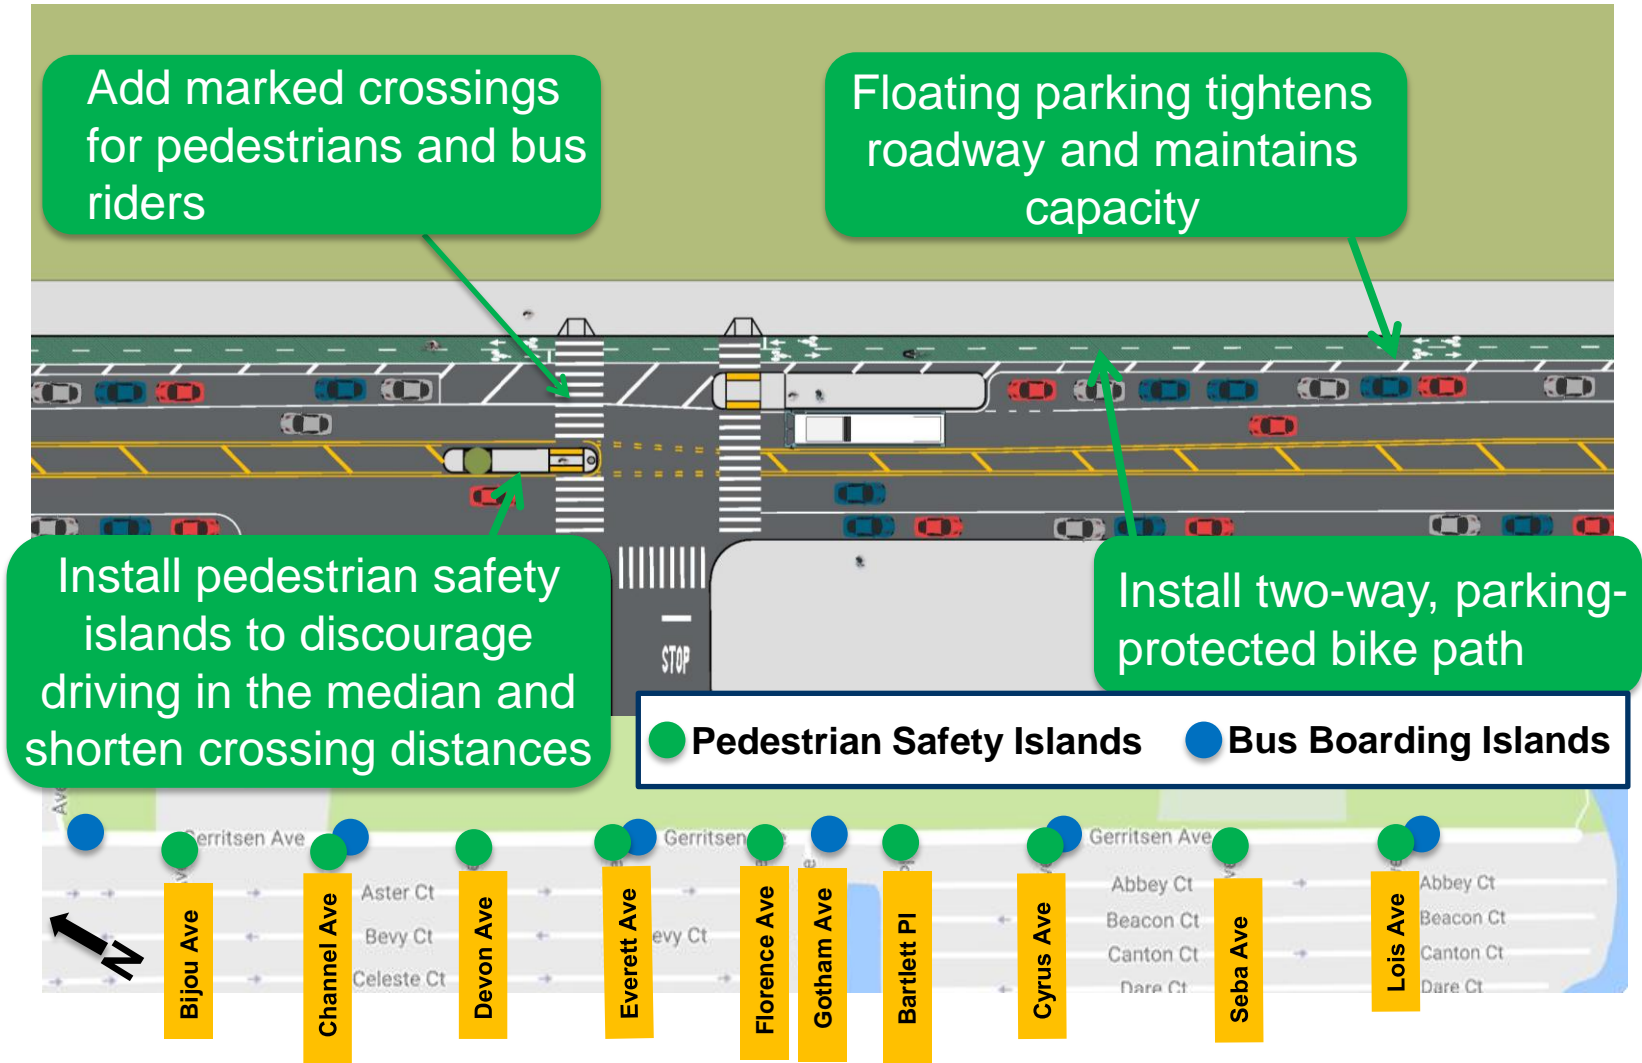 Add marked crossings
for pedestrians and bus
riders
Floating parking tightens
roadway and maintains
capacity
Install pedestrian safety
islands to discourage
driving in the median and
shorten crossing distances
STOP
Install two-way, parking-
protected bike path
Pedestrian Safety Islands
Bus Boarding Islands
Ave
Gerritsen Ave
Gerritsen
Gerritsen Ave
Aster Ct
Bevy Ct
evy Ct
Celeste Ct
Abbey Ct
Beacon Ct
Canton Ct
Dare Ct
Abbey Ct
Beacon Ct
Canton Ct
Dare Ct
N
Bijou Ave
Channel Ave
Devon Ave
Everett Ave
Florence Ave
Gotham Ave
Bartlett Pl
Cyrus Ave
Seba Ave
Lois Ave